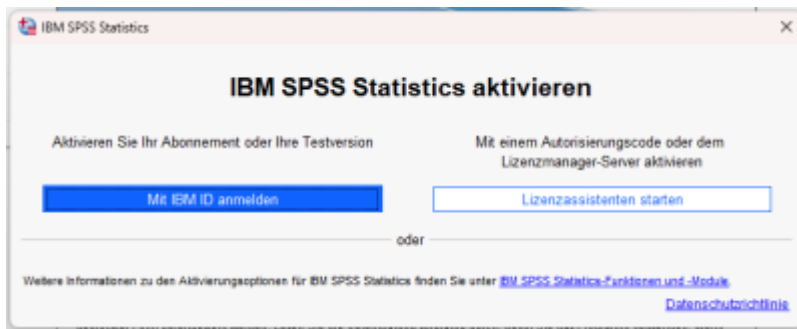 IBM SPSS Statistics
IBM SPSS Statistics aktivieren
Aktivieren Sie Ihr Abonnement oder Ihre Testversion
Mit IBM ID anmelden
Mit einem Autorisierungscode oder dem
Lizenzmanager-Server aktivieren
Lizenzassistenten starten
oder
Weitere Informationen zu den Aktivierungsoptionen für IBM SPSS Statistics finden Sie unter IBM SPSS Statistics-Funktionen und -Module.
Datenschutzrichtlinie